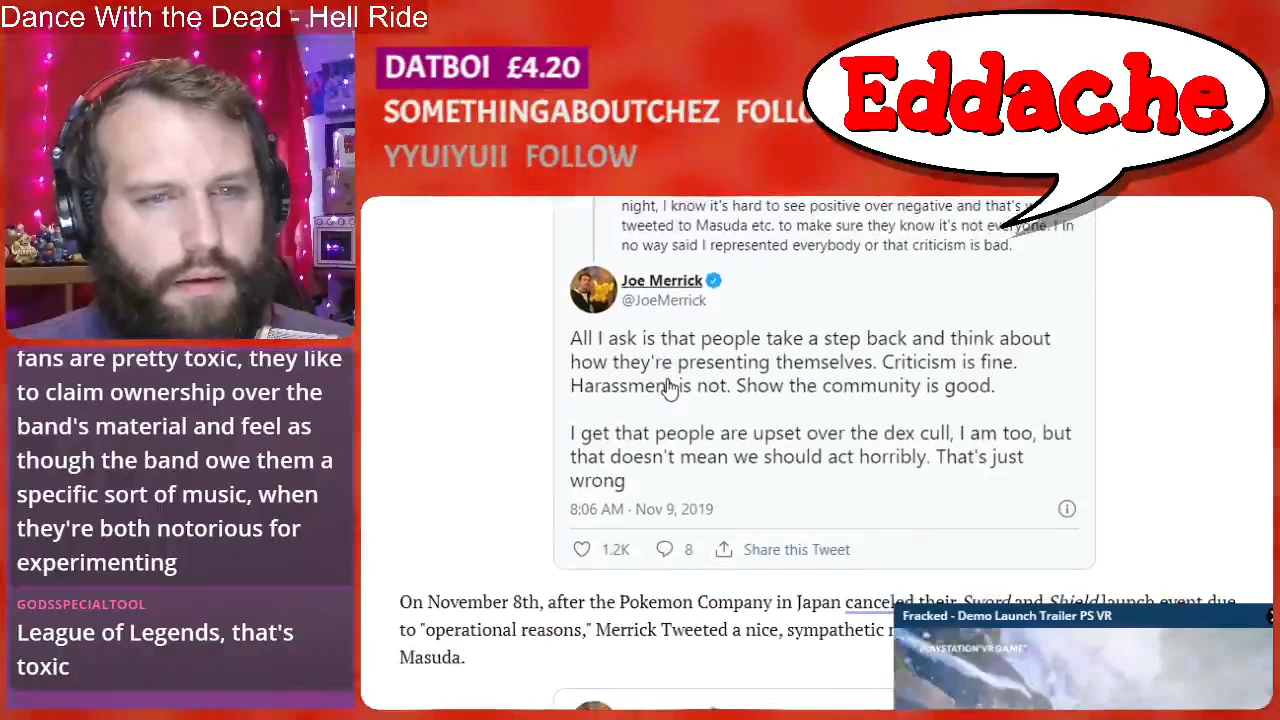 Dance With the Dead - Hell Ride
DATBOI £4.20
SOMETHINGABOUTCHEZ
YYUIYUII FOLLOW
Eddache
night, I know it's hard to see positive over negative and that's
tweeted to Masuda etc. to make sure they know it's not everyone. I'm in
no way said I represented everybody or that criticism is bad.
Joe Merrick
@JoeMerrick
All I ask is that people take a step back and think about
how they're presenting themselves. Criticism is fine.
Harassment is not. Show the community is good.
I get that people are upset over the dex cull, I am too, but
that doesn't mean we should act horribly. That's just
wrong
8:06 AM · Nov 9, 2019
1.2K 8 Share this Tweet
On November 8th, after the Pokemon Company in Japan canceled their Sword and Shield launch event due
to "operational reasons," Merrick Tweeted a nice, sympathetic
Masuda.
Fracked - Demo Launch Trailer PS VR
PLAYSTATION®VR GAME
fans are pretty toxic, they like
to claim ownership over the
band's material and feel as
though the band owe them a
specific sort of music, when
they're both notorious for
experimenting
GODSSPECIALTOOL
League of Legends, that's
toxic